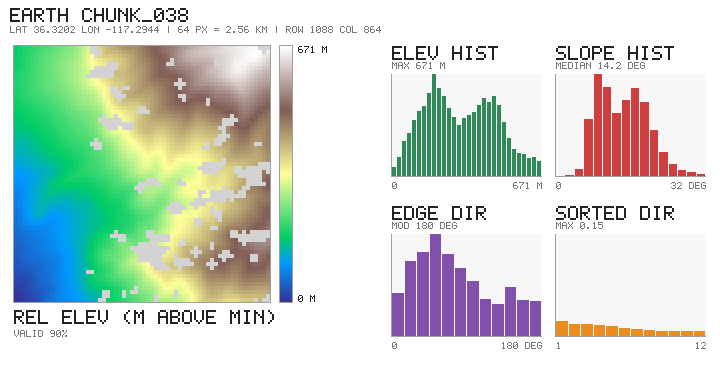 EARTH CHUNK_038
LAT 36.3202 LON -117.2944 | 64 PX = 2.56 KM | ROW 1088 COL 864
671 M
0 M
REL ELEV (M ABOVE MIN)
VALID 90%
ELEV HIST
MAX 671 M
0 671 M
SLOPE HIST
MEDIAN 14.2 DEG
0 32 DEG
EDGE DIR
MOD 180 DEG
0 180 DEG
SORTED DIR
MAX 0.15
1 12